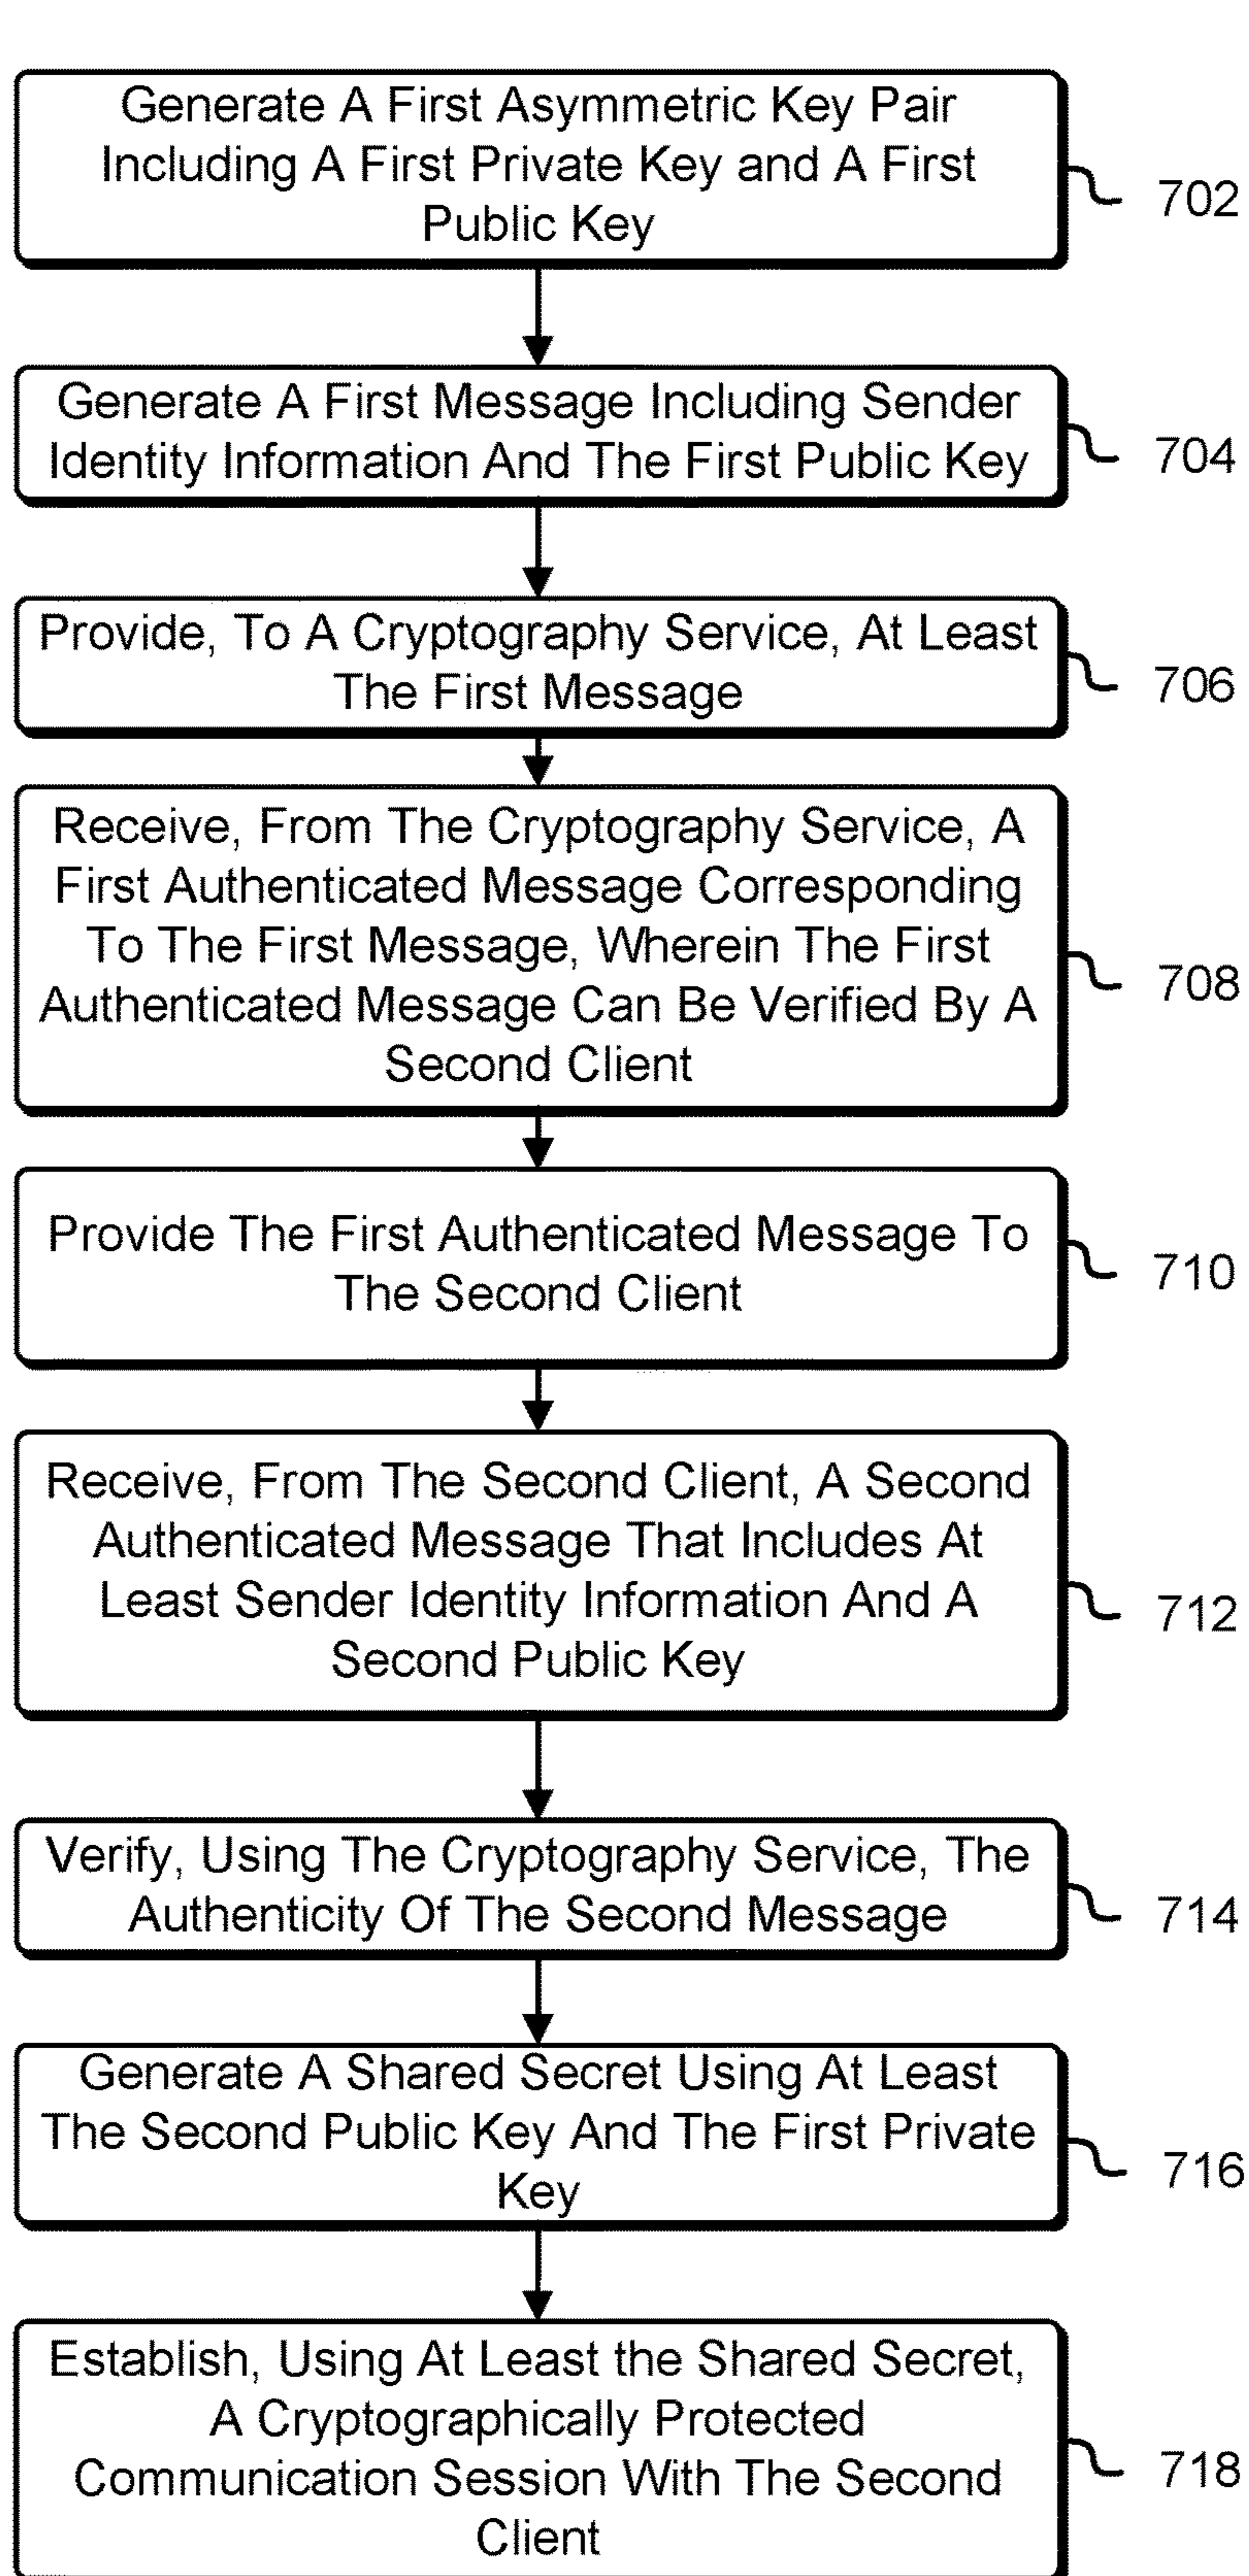 Generate A First Asymmetric Key Pair
Including A First Private Key and A First
Public Key
702
Generate A First Message Including Sender
Identity Information And The First Public Key
704
Provide, To A Cryptography Service, At Least
The First Message
706
Receive, From The Cryptography Service, A
First Authenticated Message Corresponding
To The First Message, Wherein The First
Authenticated Message Can Be Verified By A
Second Client
708
Provide The First Authenticated Message To
The Second Client
710
Receive, From The Second Client, A Second
Authenticated Message That Includes At
Least Sender Identity Information And A
Second Public Key
712
Verify, Using The Cryptography Service, The
Authenticity Of The Second Message
714
Generate A Shared Secret Using At Least
The Second Public Key And The First Private
Key
716
Establish, Using At Least the Shared Secret,
A Cryptographically Protected
Communication Session With The Second
Client
718